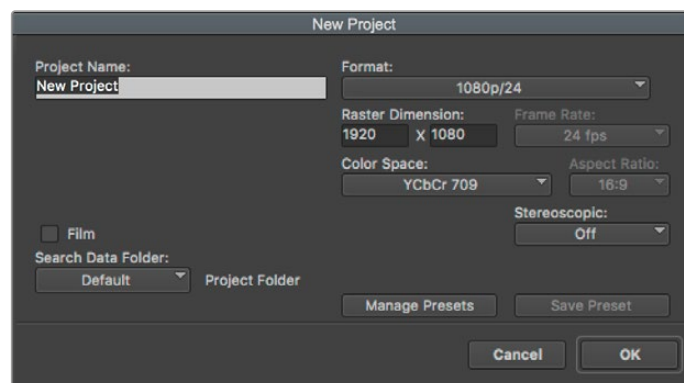 New Project
Project Name:
New Project
Format:
1080p/24
Raster Dimension:
Frame Rate:
1920 x 1080
24 fps
Color Space:
Aspect Ratio:
YCbCr 709
16:9
Stereoscopic:
Film
Off
Search Data Folder:
Default
Project Folder
Manage Presets
Save Preset
Cancel
OK